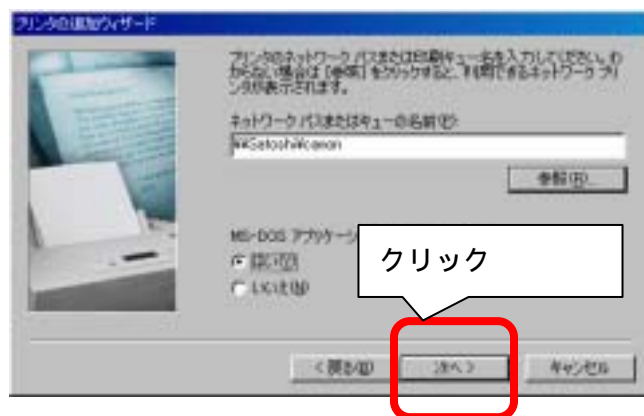 プリンタの追加ウィザード
プリンタのネットワーク パスまたは印刷キュー名を入力してください。わ
からない場合は [参照] をクリックすると、利用できるネットワーク プリ
ンタが表示されます。
ネットワーク パスまたはキューの名前(P):
¥¥Satoshi¥canon
参照(R)...
MS-DOS アプリケーシ
はい(Y)
いいえ(N)
クリック
< 戻る(B)
次へ >
キャンセル